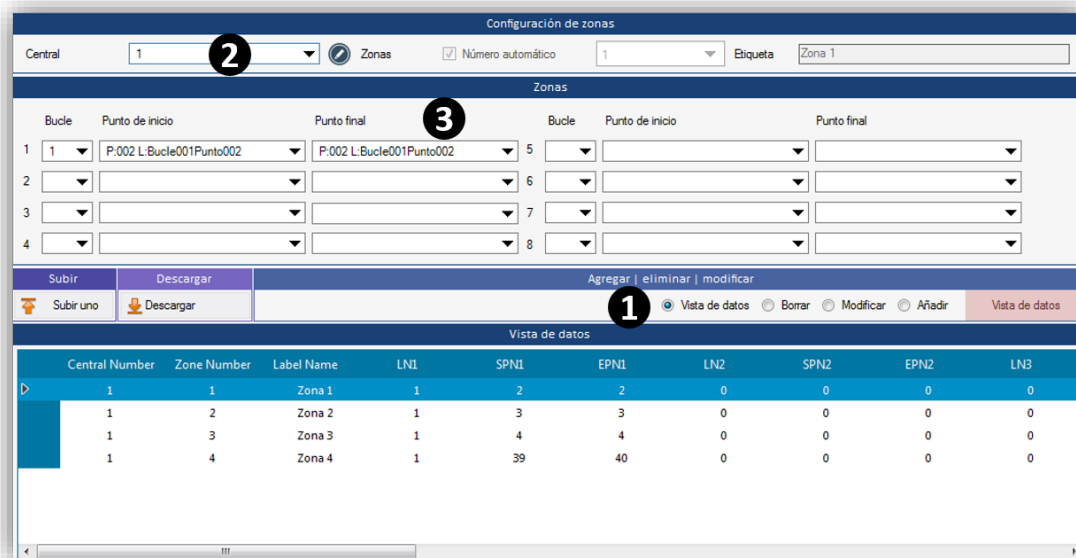 Configuración de zonas
Central 1 2 Zonas Número automático 1 Etiqueta Zona 1
Zonas
Bucle Punto de inicio Punto final 3 Bucle Punto de inicio Punto final
1 1 P:002 L:Bucle001Punto002 P:002 L:Bucle001Punto002 5
2 6
3 7
4 8
Subir Descargar Agregar | eliminar | modificar
Subir uno Descargar 1 Vista de datos Borrar Modificar Añadir Vista de datos
Vista de datos
Central Number Zone Number Label Name LN1 SPN1 EPN1 LN2 SPN2 EPN2 LN3
1 1 Zona 1 1 2 2 0 0 0 0
1 2 Zona 2 1 3 3 0 0 0 0
1 3 Zona 3 1 4 4 0 0 0 0
1 4 Zona 4 1 39 40 0 0 0 0